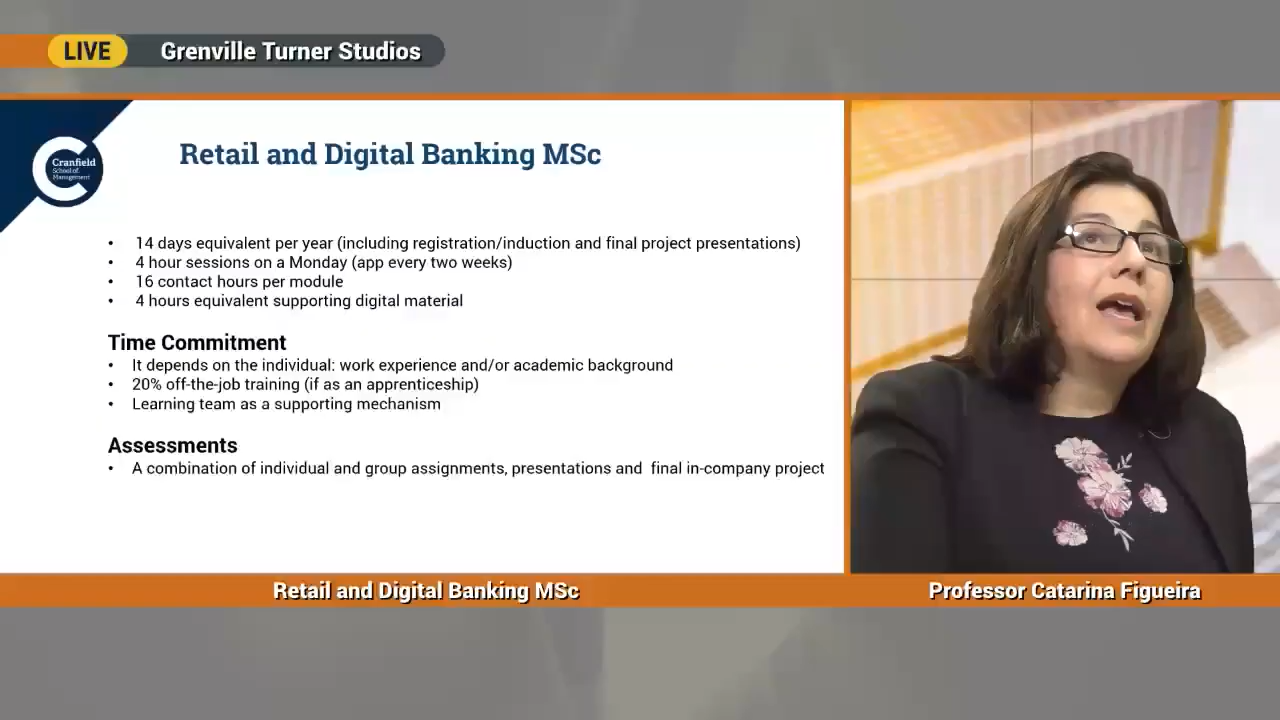 LIVE
Grenville Turner Studios
Cranfield
School of
Management
Retail and Digital Banking MSc
• 14 days equivalent per year (including registration/induction and final project presentations)
• 4 hour sessions on a Monday (app every two weeks)
• 16 contact hours per module
• 4 hours equivalent supporting digital material
Time Commitment
• It depends on the individual: work experience and/or academic background
• 20% off-the-job training (if as an apprenticeship)
• Learning team as a supporting mechanism
Assessments
• A combination of individual and group assignments, presentations and  final in-company project
Retail and Digital Banking MSc
Professor Catarina Figueira